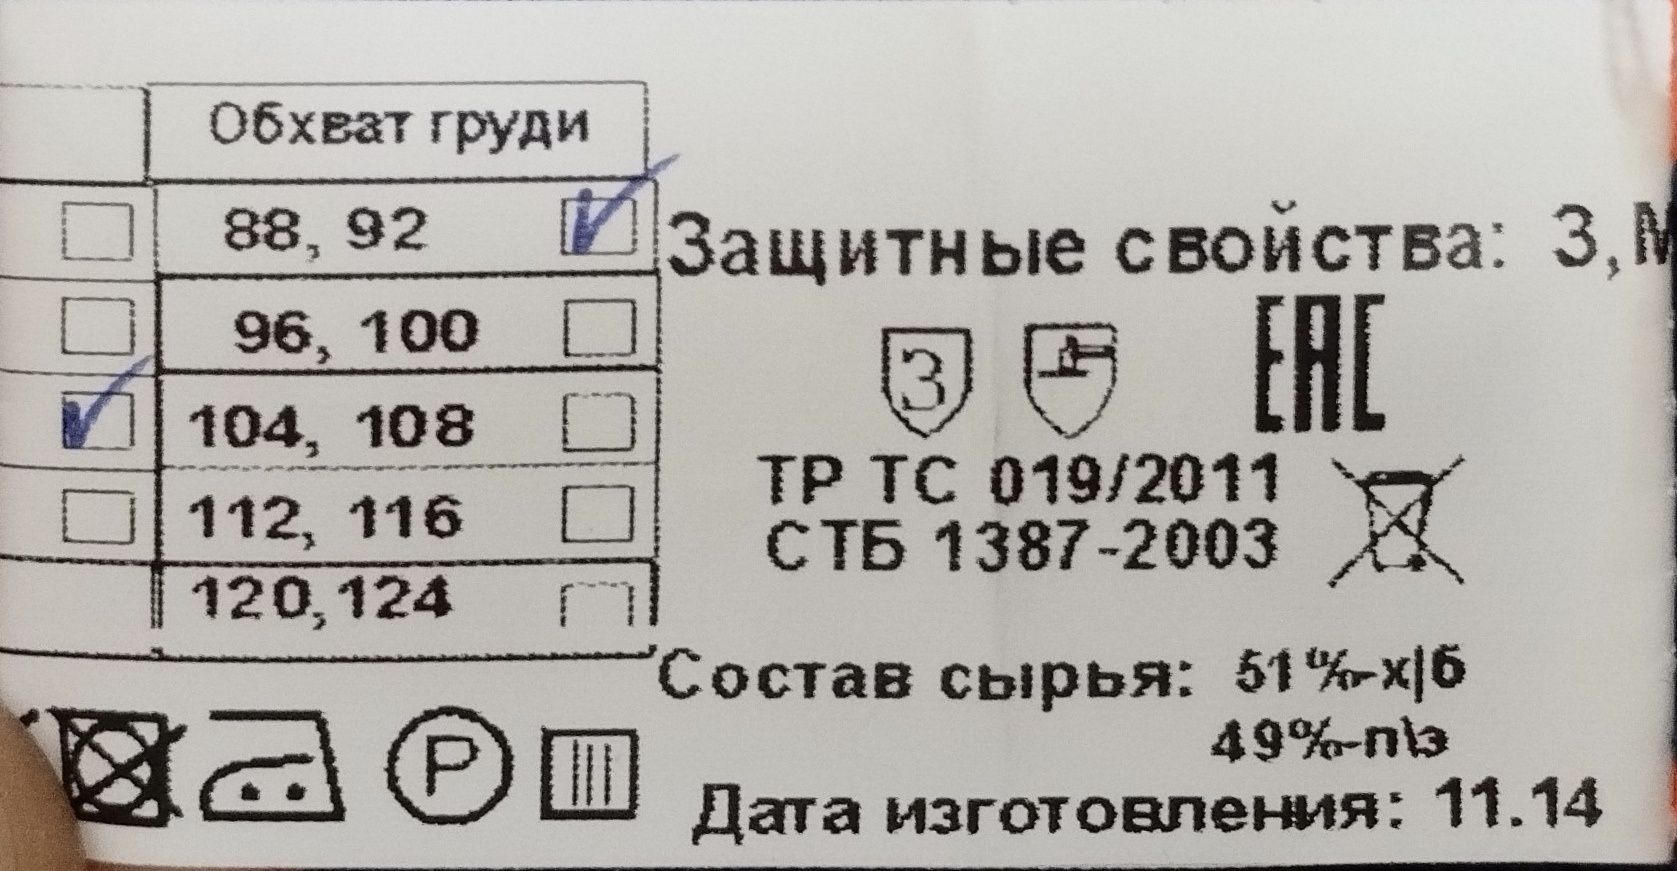 Обхват груди
88, 92
96, 100
104, 108
112, 116
120, 124
Защитные свойства: З, М
З
EAC
ТР ТС 019/2011
СТБ 1387-2003
Состав сырья: 51%-х|б
49%-п\э
P
Дата изготовления: 11.14